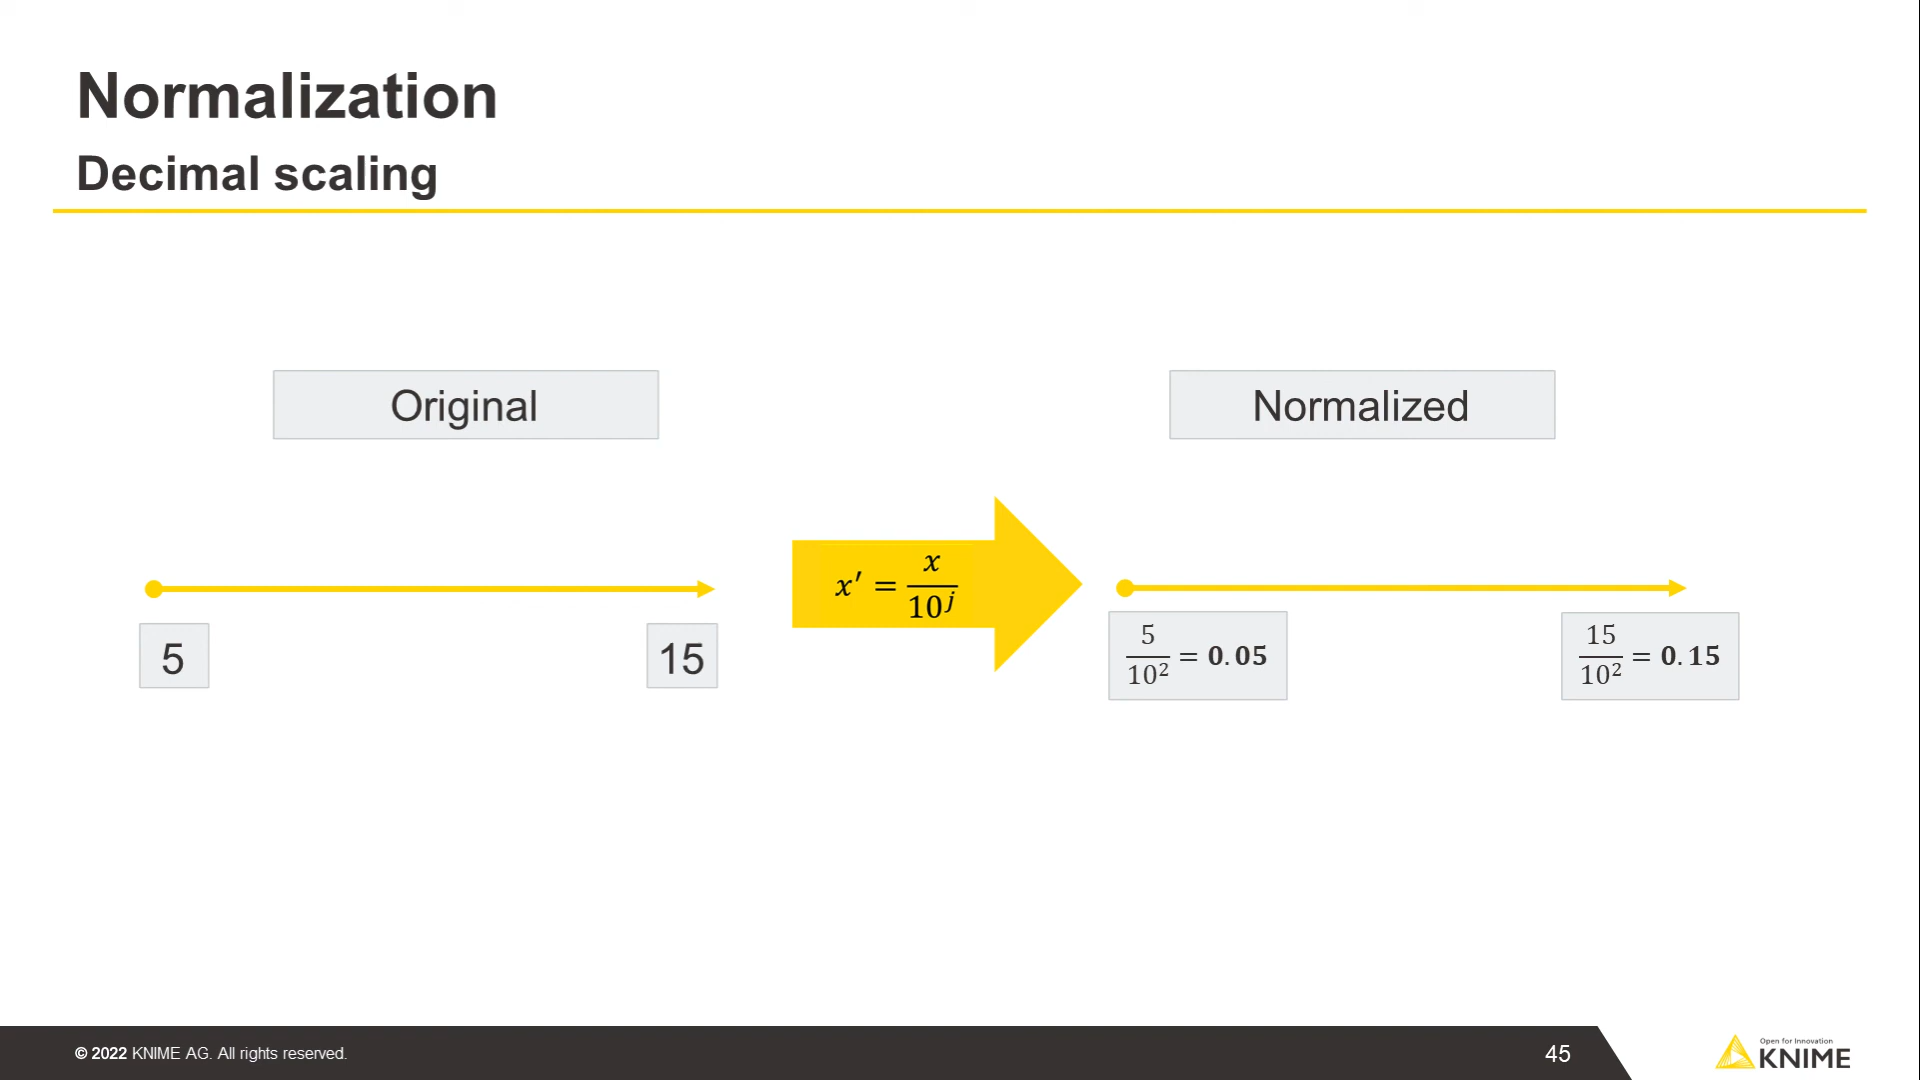 Normalization
Decimal scaling
Original
Normalized
x′ = x/10^j
5
15
5/10² = 0.05
15/10² = 0.15
© 2022 KNIME AG. All rights reserved.
45
Open for Innovation
KNIME